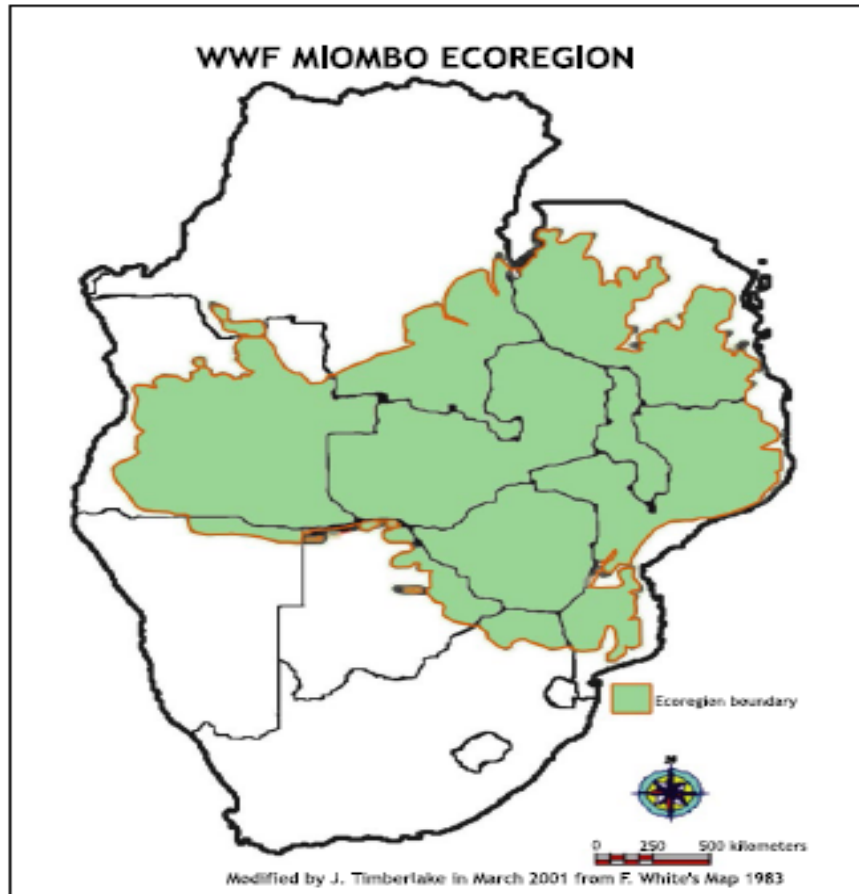 WWF MIOMBO ECOREGION
Ecoregion boundary
N
0 250 500 kilometers
Modified by J. Timberlake in March 2001 from F. White's Map 1983